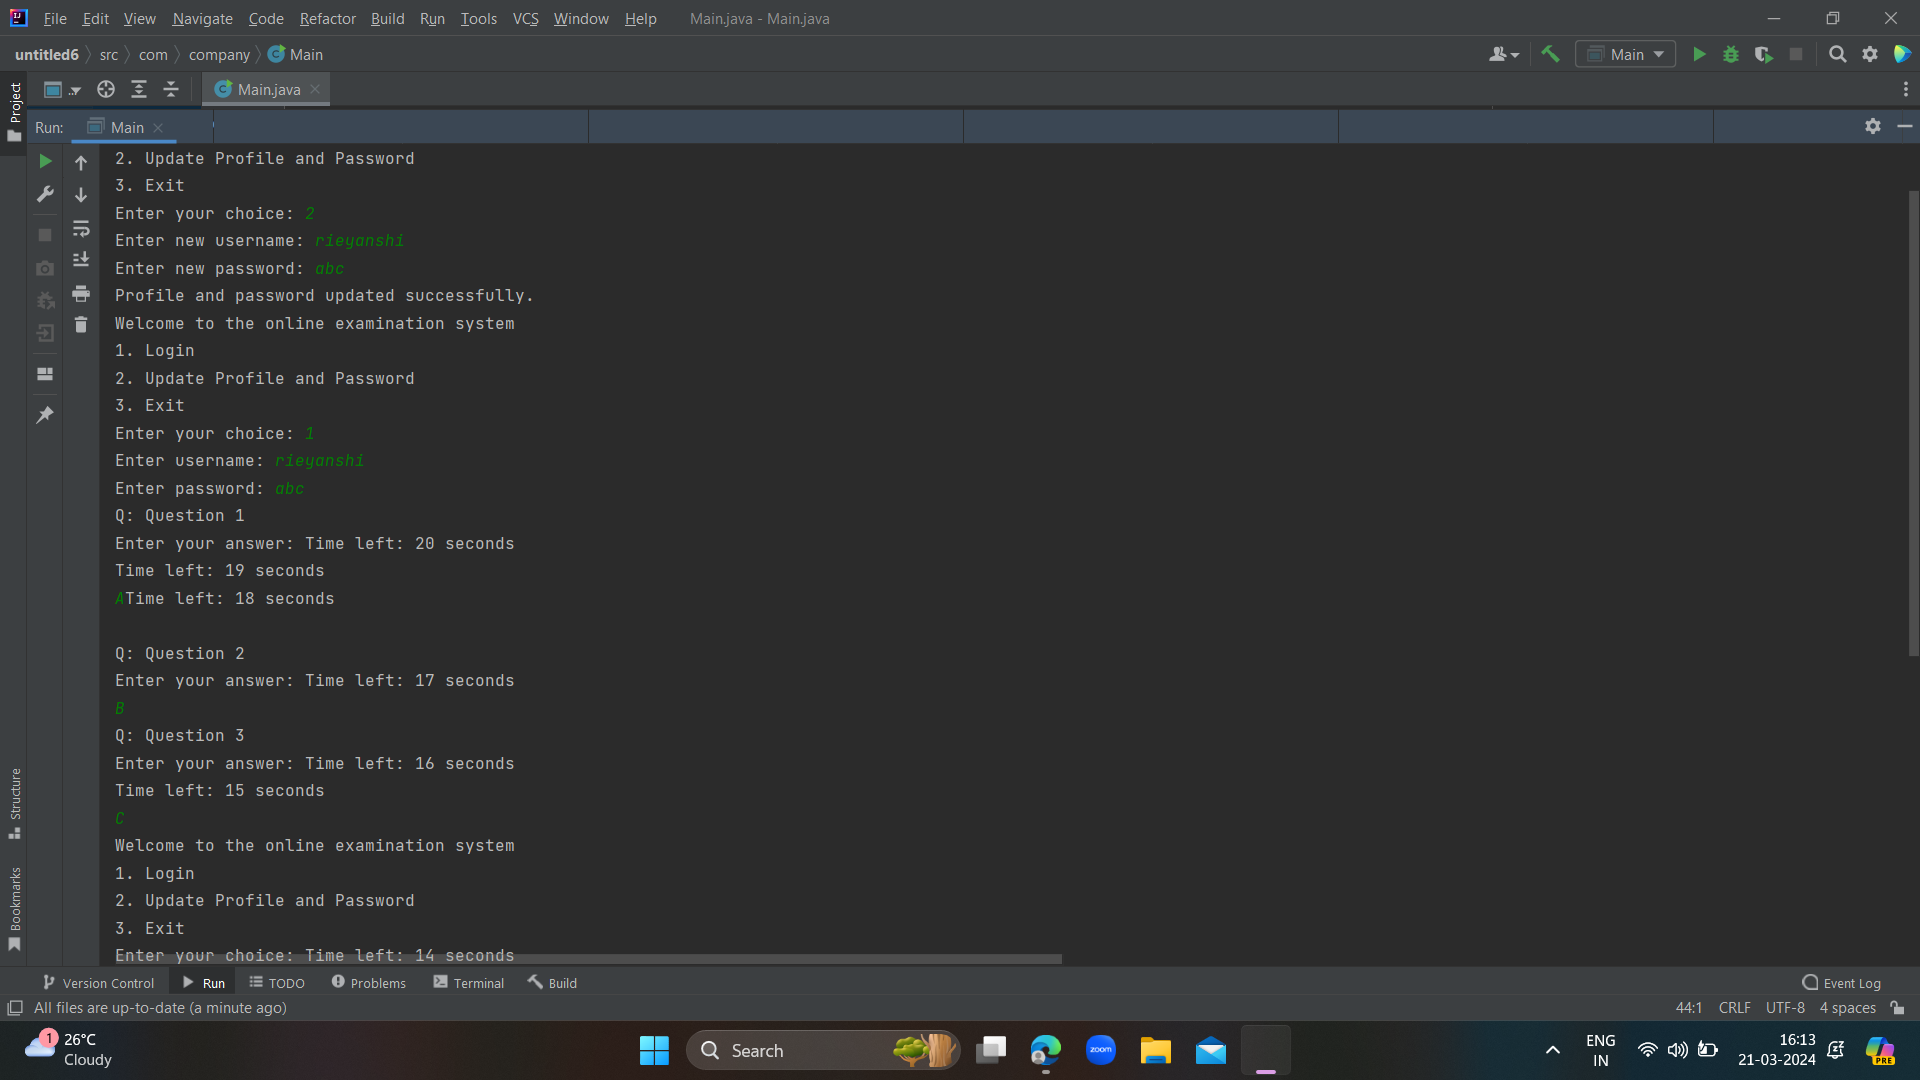 File Edit View Navigate Code Refactor Build Run Tools VCS Window Help Main.java - Main.java
untitled6 src com company Main Main
Project
Main.java
Run: Main
2. Update Profile and Password
3. Exit
Enter your choice: 2
Enter new username: rieyanshi
Enter new password: abc
Profile and password updated successfully.
Welcome to the online examination system
1. Login
2. Update Profile and Password
3. Exit
Enter your choice: 1
Enter username: rieyanshi
Enter password: abc
Q: Question 1
Enter your answer: Time left: 20 seconds
Time left: 19 seconds
ATime left: 18 seconds
Q: Question 2
Enter your answer: Time left: 17 seconds
B
Q: Question 3
Enter your answer: Time left: 16 seconds
Time left: 15 seconds
C
Welcome to the online examination system
1. Login
2. Update Profile and Password
3. Exit
Enter your choice: Time left: 14 seconds
Structure
Bookmarks
Version Control Run TODO Problems Terminal Build Event Log
All files are up-to-date (a minute ago) 44:1 CRLF UTF-8 4 spaces
1 26°C
Cloudy
Search
zoom
ENG
IN
16:13
21-03-2024
PRE